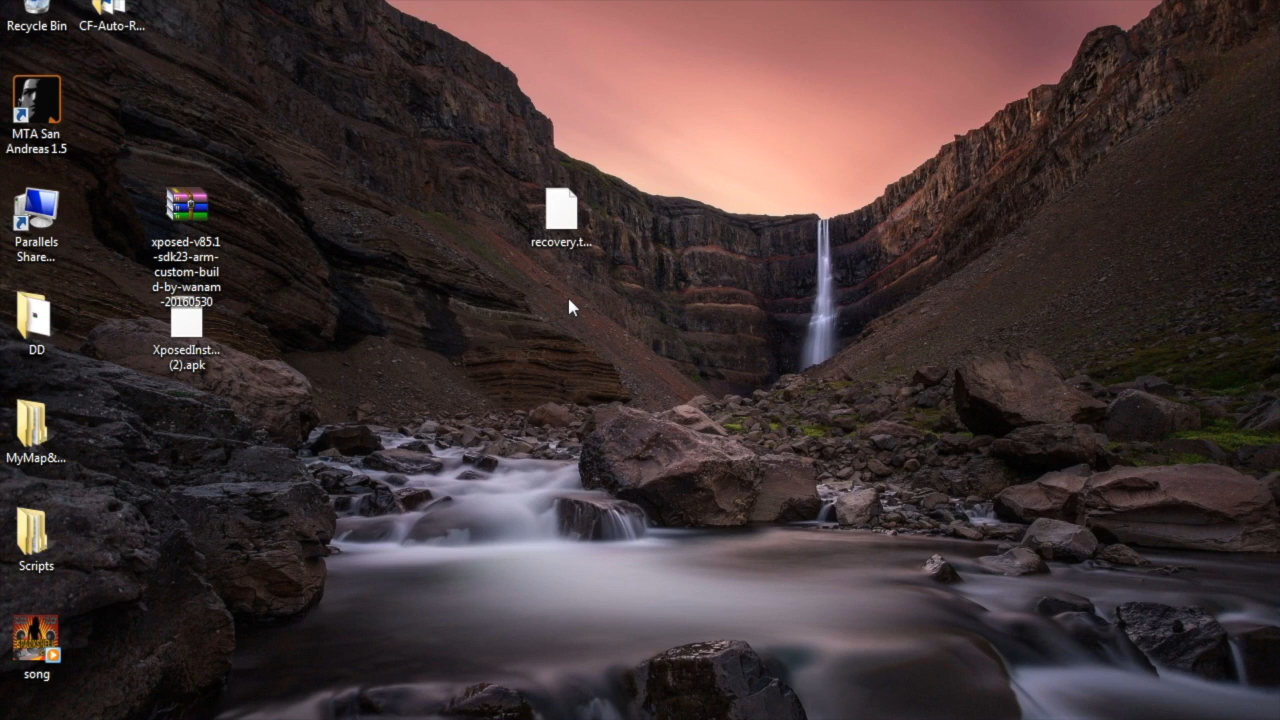 Recycle Bin
CF-Auto-R...
MTA San
Andreas 1.5
Parallels
Share...
xposed-v85.1
-sdk23-arm-
custom-buil
d-by-wanam
-20160530
recovery.t...
DD
XposedInst...
(2).apk
MyMap&...
Scripts
song